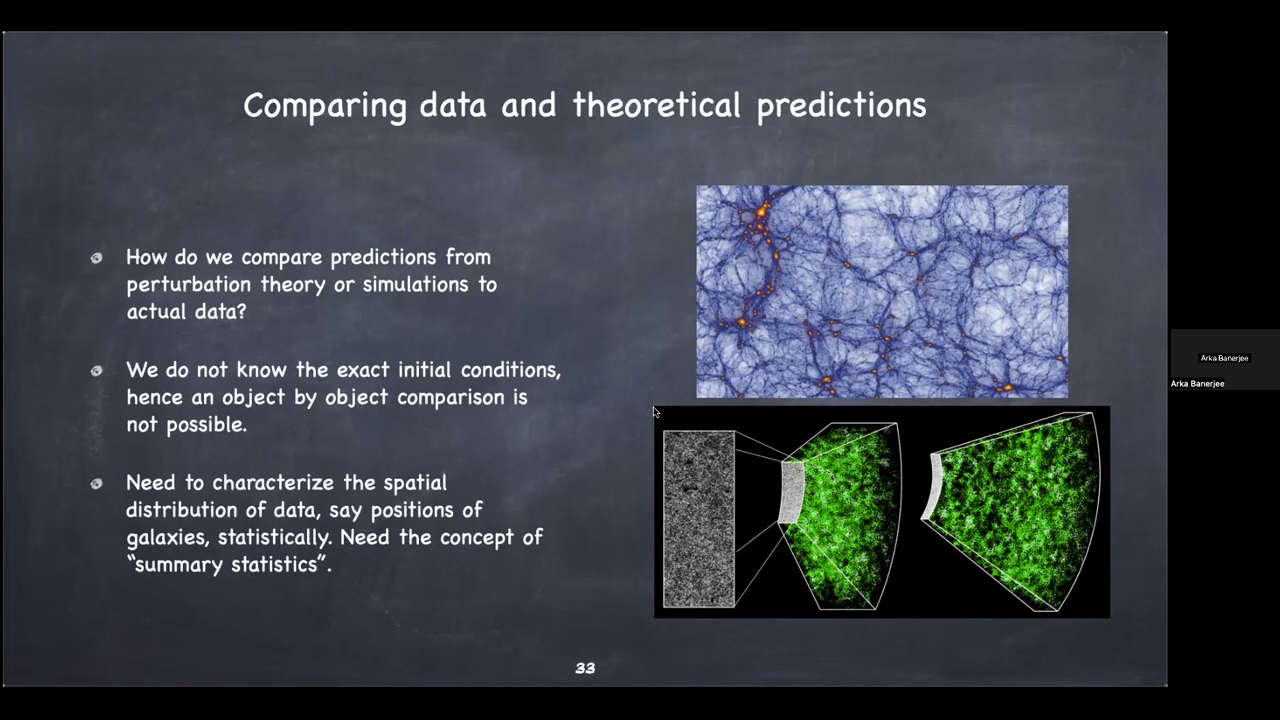 Comparing data and theoretical predictions
How do we compare predictions from
perturbation theory or simulations to
actual data?
We do not know the exact initial conditions,
hence an object by object comparison is
not possible.
Need to characterize the spatial
distribution of data, say positions of
galaxies, statistically. Need the concept of
“summary statistics”.
33
Arka Banerjee
Arka Banerjee